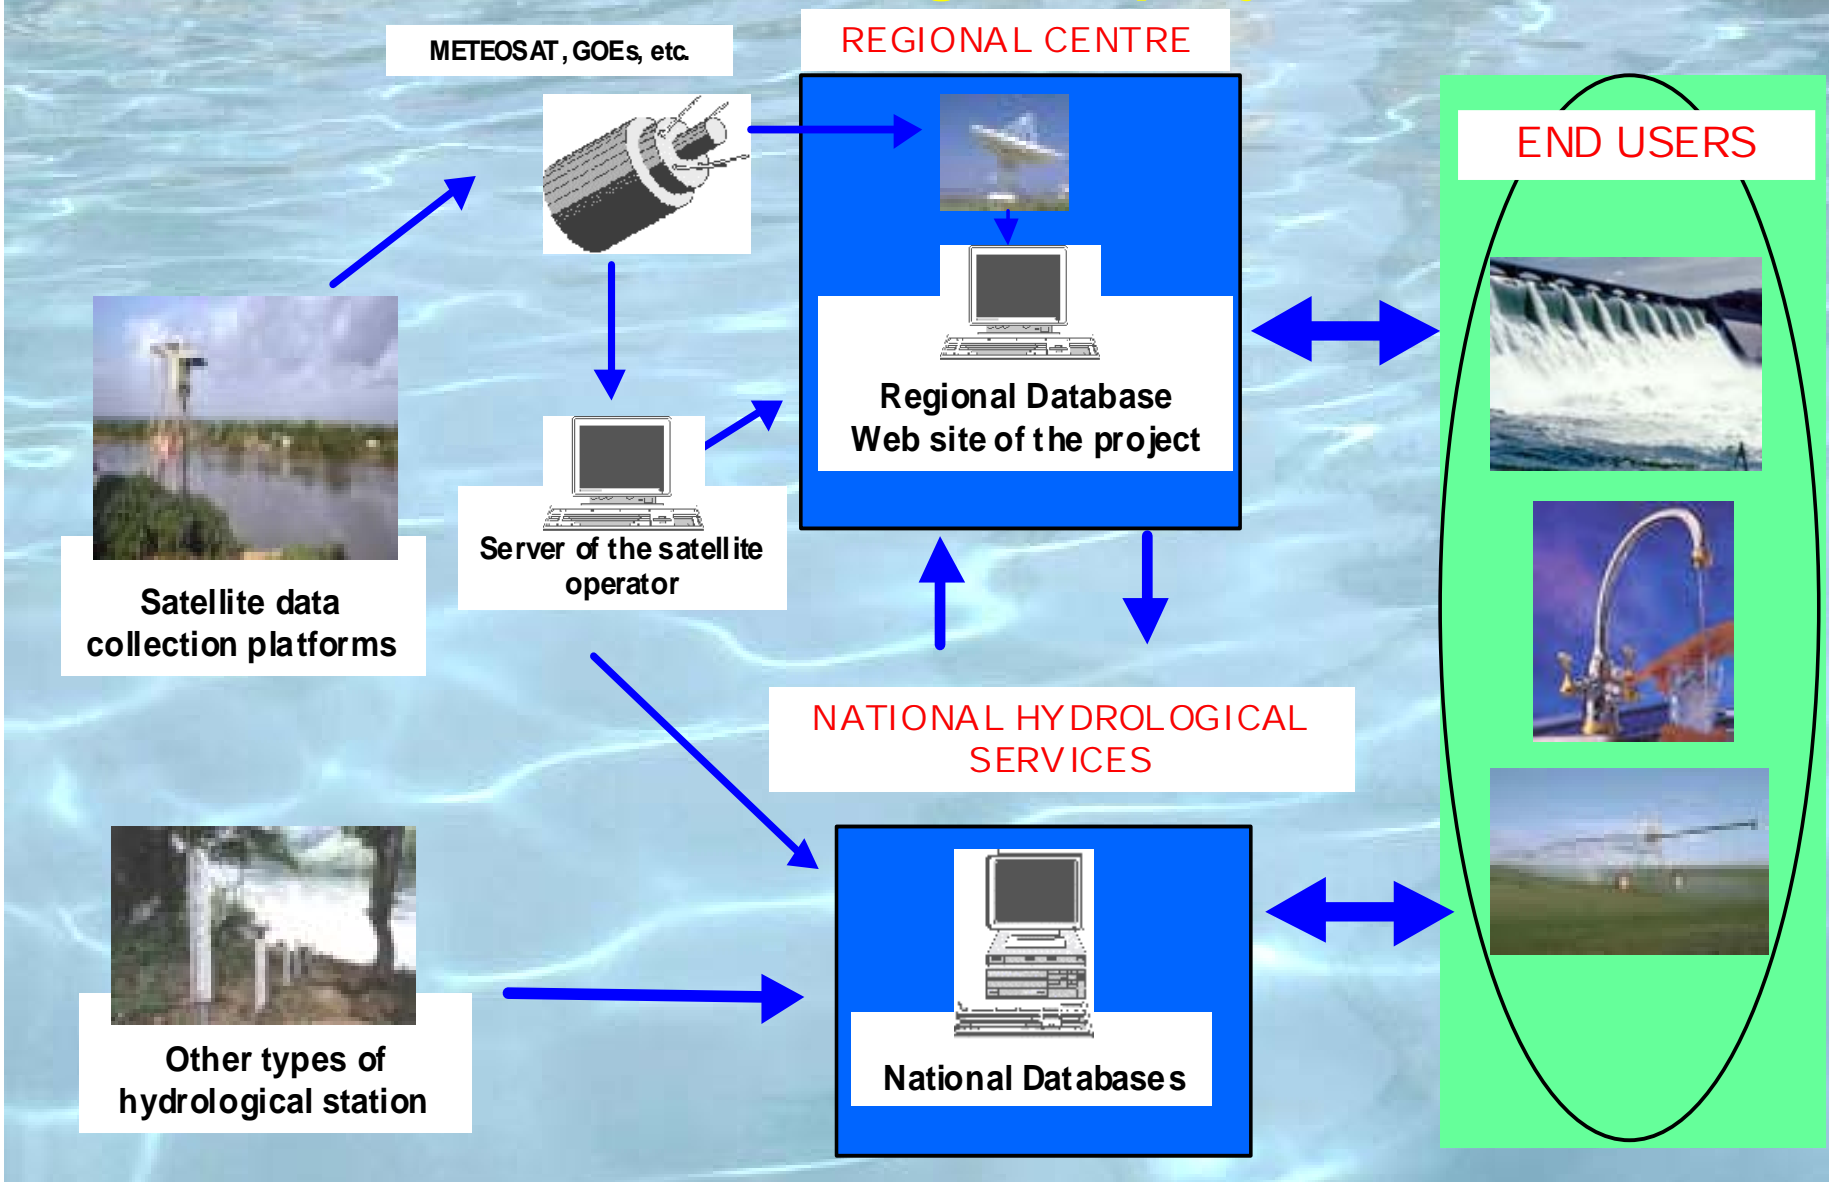 METEOSAT, GOEs, etc.
REGIONAL CENTRE
END USERS
Regional Database
Web site of the project
Server of the satellite
operator
Satellite data
collection platforms
NATIONAL HYDROLOGICAL
SERVICES
Other types of
hydrological station
National Databases